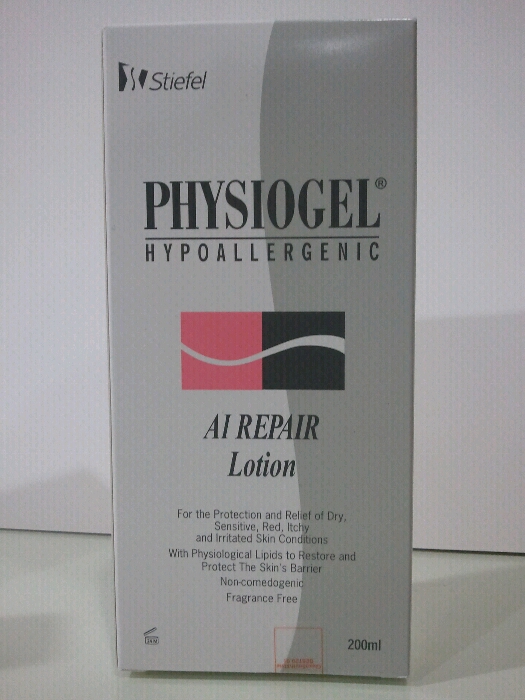 Stiefel
PHYSIOGEL®
HYPOALLERGENIC
AI REPAIR
Lotion
For the Protection and Relief of Dry,
Sensitive, Red, Itchy
and Irritated Skin Conditions
With Physiological Lipids to Restore and
Protect The Skin's Barrier
Non-comedogenic
Fragrance Free
200ml